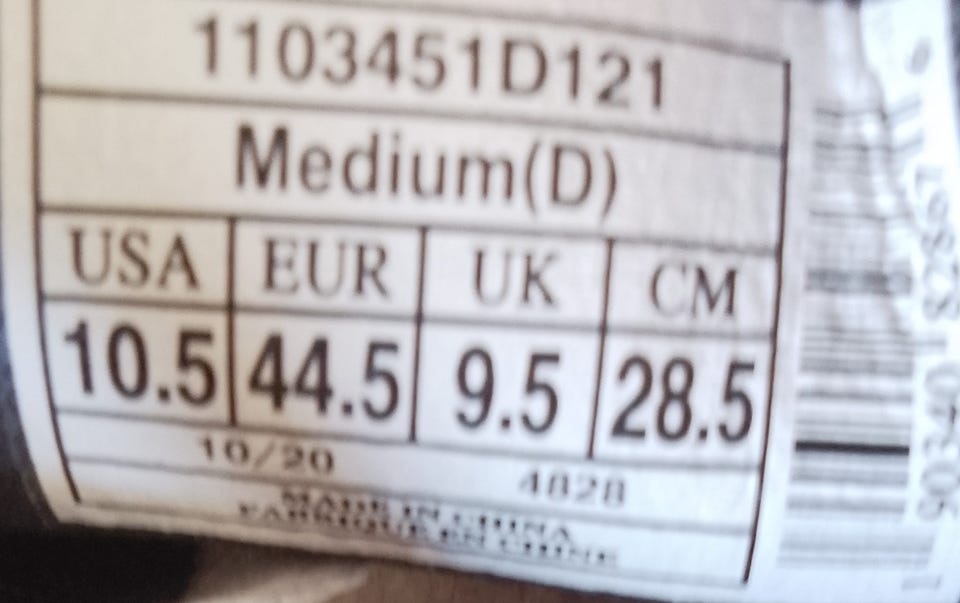 1103451D121
Medium(D)
USA EUR UK CM
10.5 44.5 9.5 28.5
10/20 4828
MADE IN CHINA
FABRIQUE EN CHINE